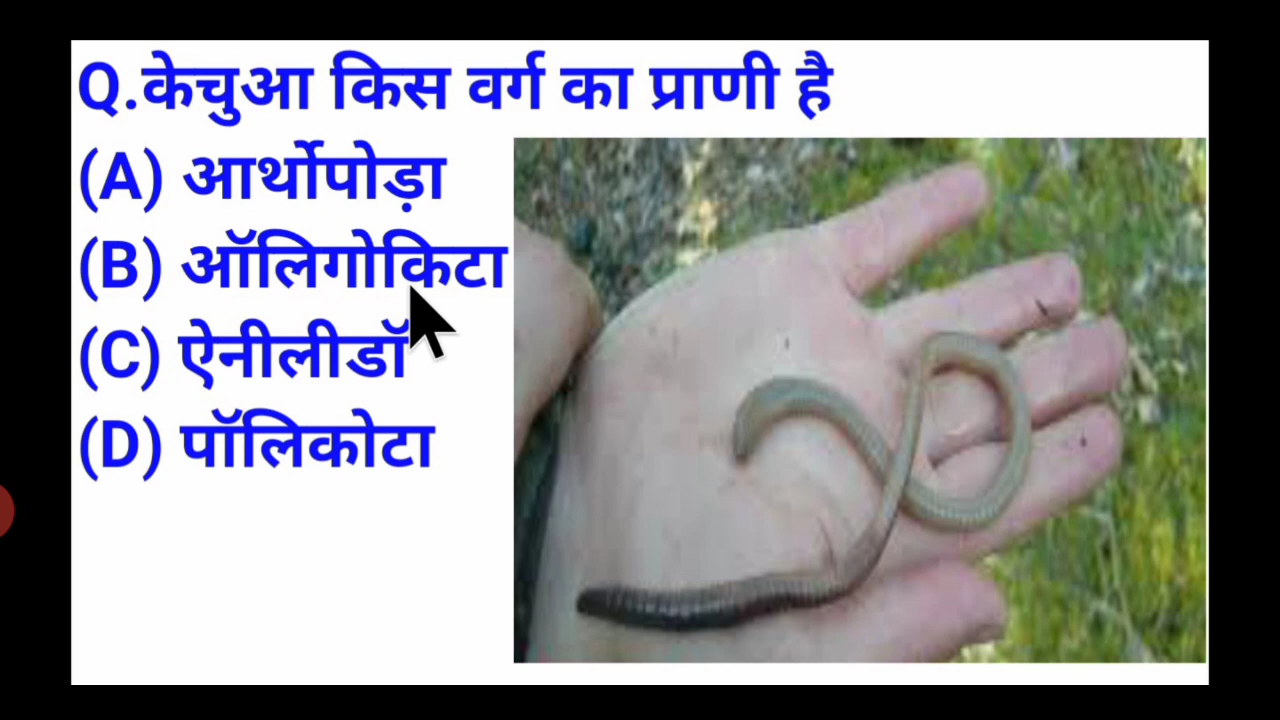 Q.केचुआ किस वर्ग का प्राणी है
(A) आर्थोपोड़ा
(B) ऑलिगोकिटा
(C) ऐनीलीडॉ
(D) पॉलिकोटा